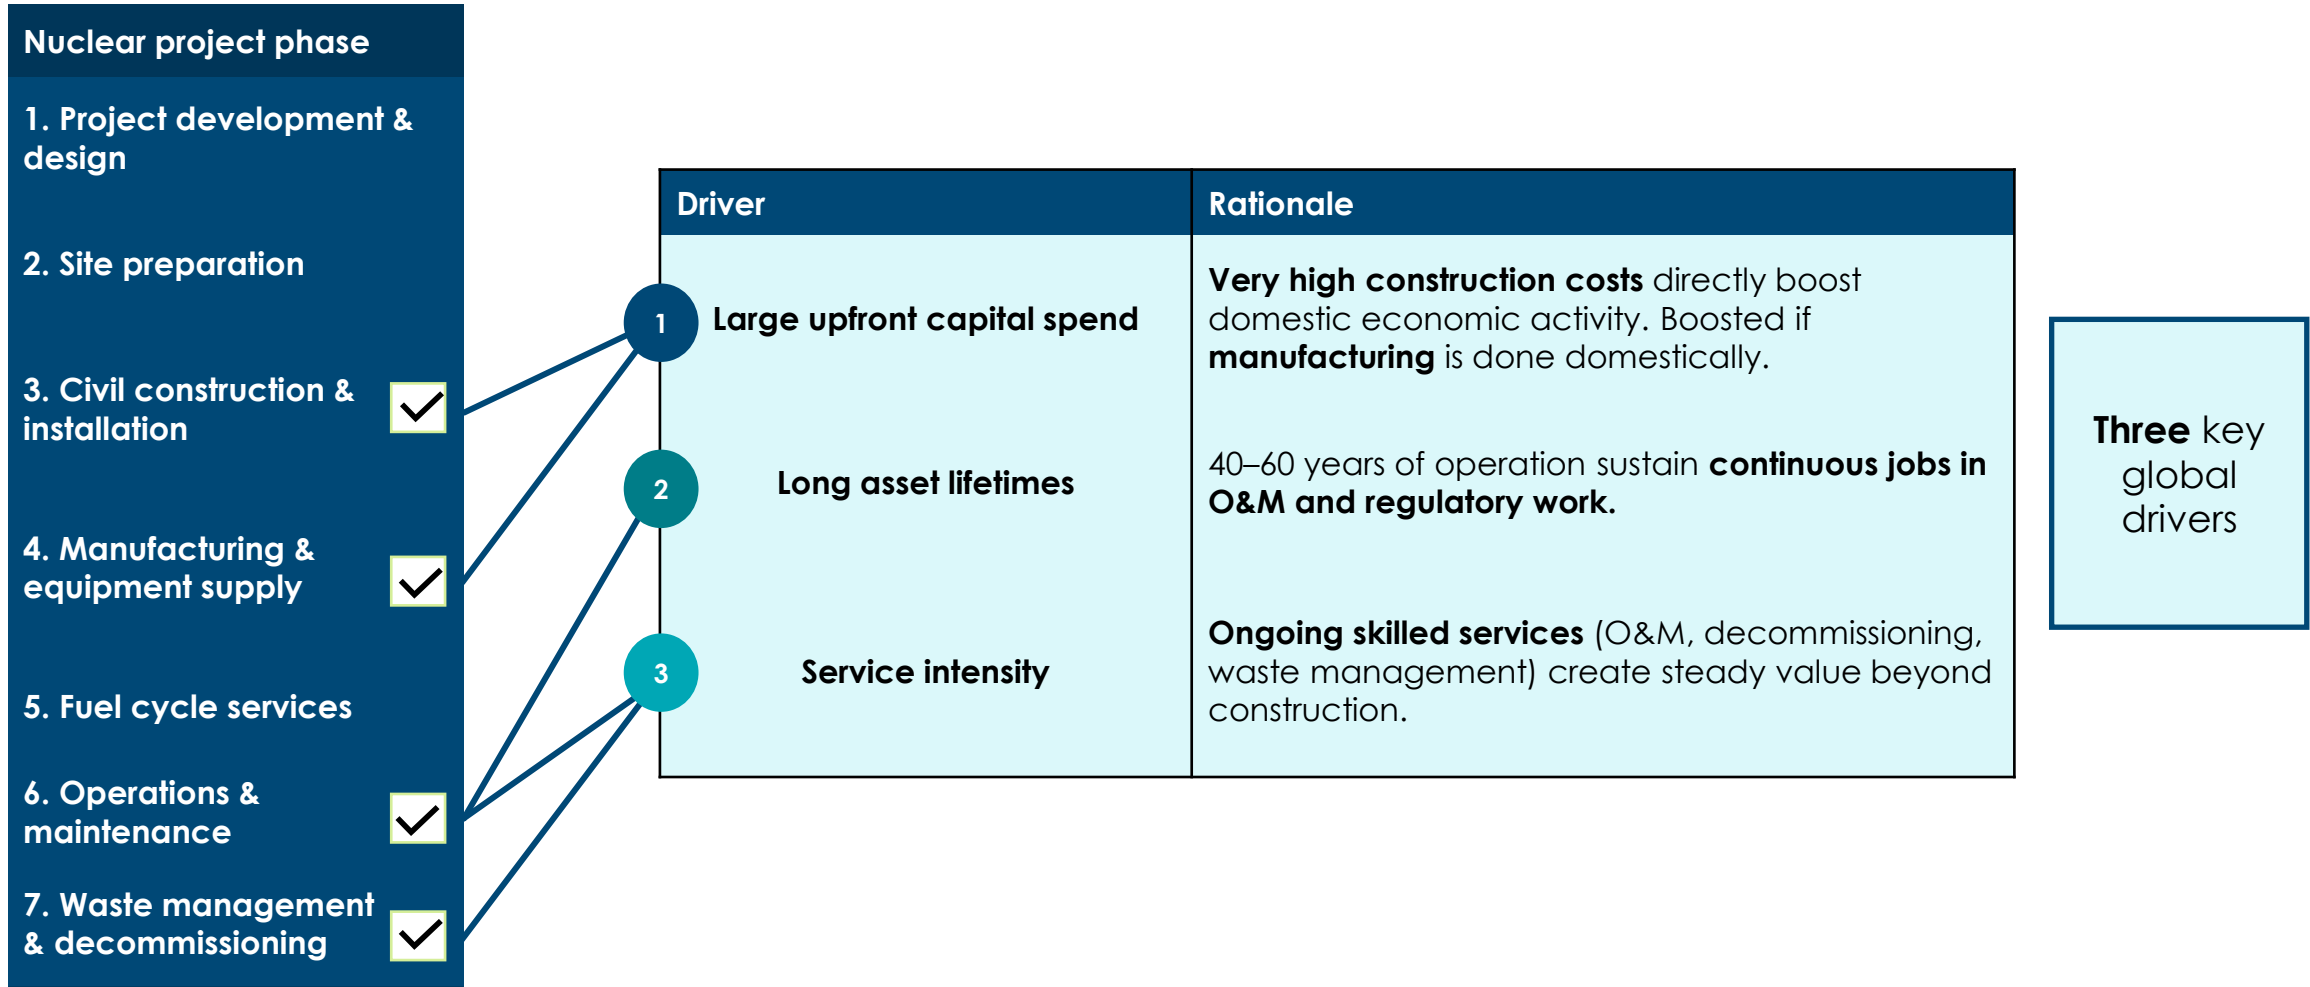 Nuclear project phase
1. Project development &
design
2. Site preparation
3. Civil construction &
installation
4. Manufacturing &
equipment supply
5. Fuel cycle services
6. Operations &
maintenance
7. Waste management
& decommissioning
Driver
Rationale
1
Large upfront capital spend
Very high construction costs directly boost
domestic economic activity. Boosted if
manufacturing is done domestically.
2
Long asset lifetimes
40–60 years of operation sustain continuous jobs in
O&M and regulatory work.
3
Service intensity
Ongoing skilled services (O&M, decommissioning,
waste management) create steady value beyond
construction.
Three key
global
drivers